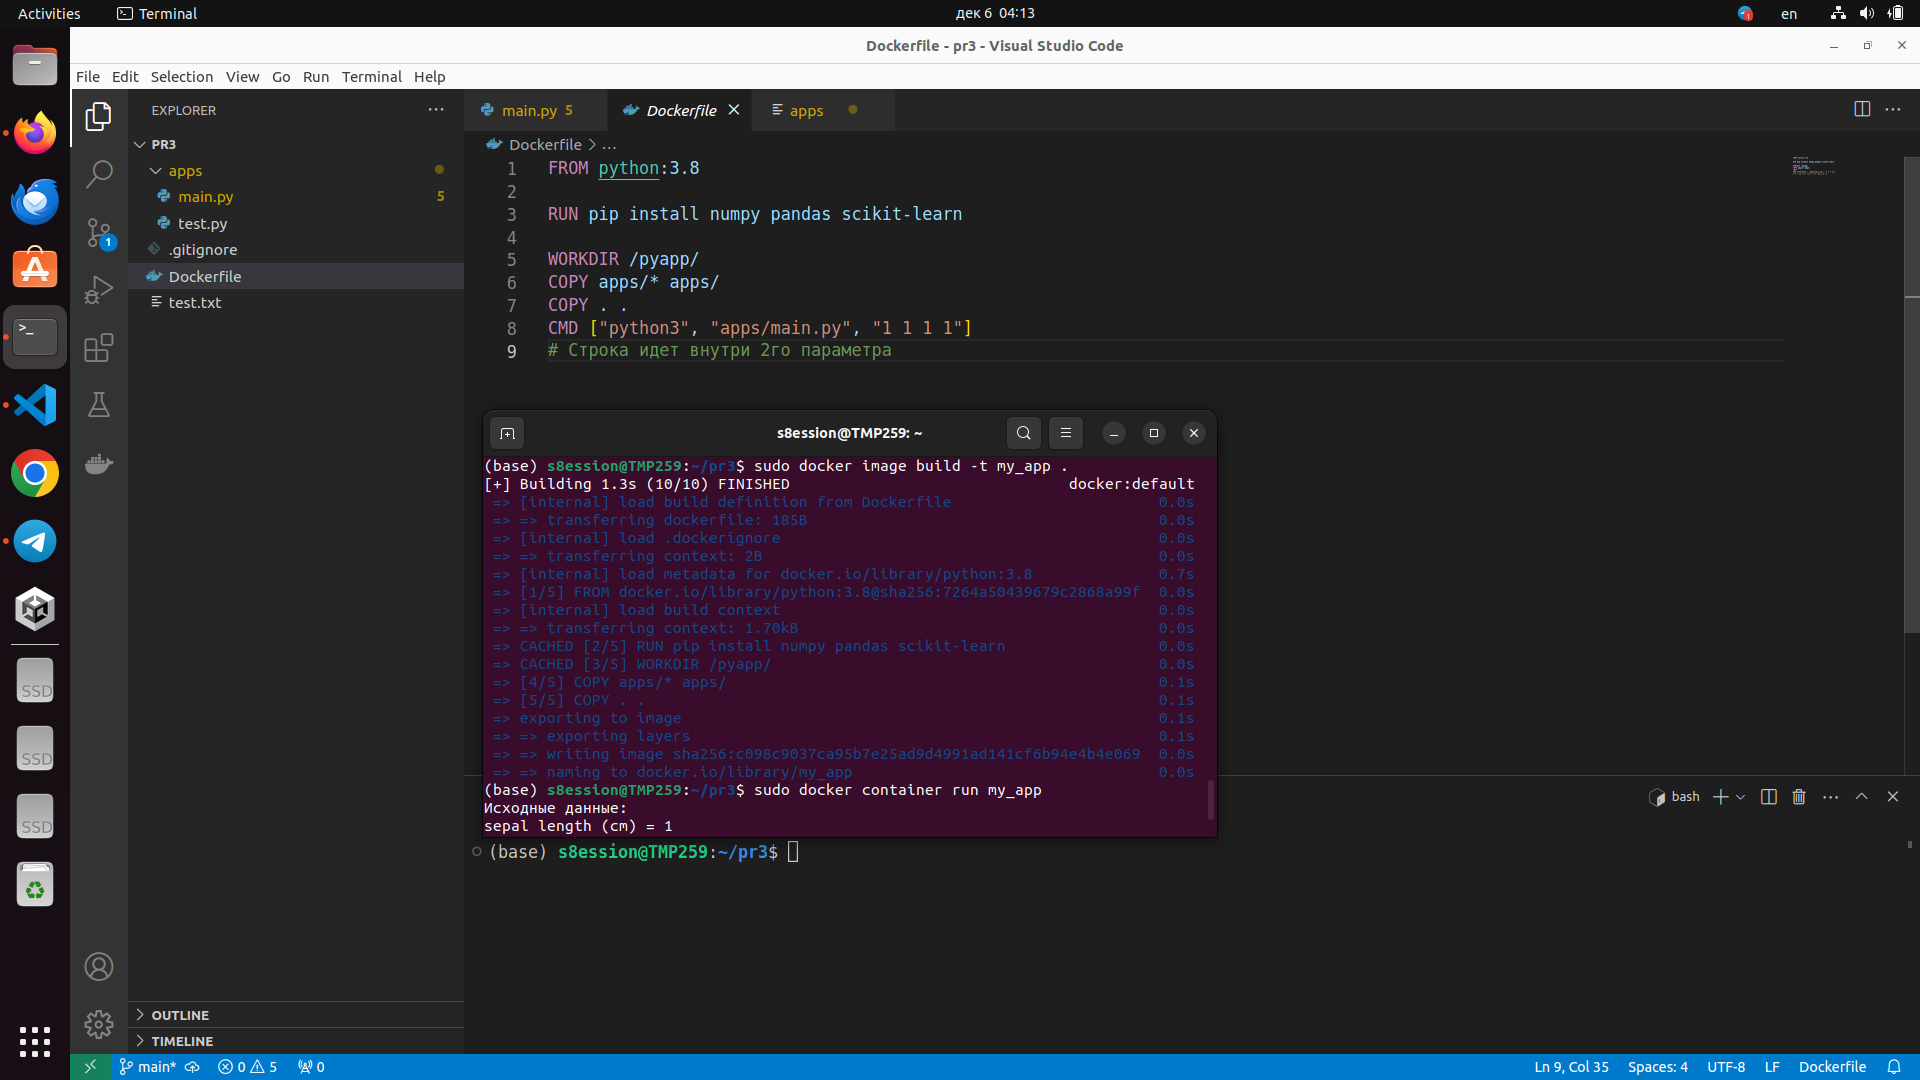 Activities
Terminal
дек 6 04:13
en
Dockerfile - pr3 - Visual Studio Code
File Edit Selection View Go Run Terminal Help
EXPLORER
PR3
apps
main.py 5
test.py
.gitignore
Dockerfile
test.txt
OUTLINE
TIMELINE
1
main.py 5
Dockerfile
apps
Dockerfile > ...
1 FROM python:3.8
2
3 RUN pip install numpy pandas scikit-learn
4
5 WORKDIR /pyapp/
6 COPY apps/* apps/
7 COPY . .
8 CMD ["python3", "apps/main.py", "1 1 1 1"]
9 # Строка идет внутри 2го параметра
s8ession@TMP259: ~
(base) s8ession@TMP259:~/pr3$ sudo docker image build -t my_app .
[+] Building 1.3s (10/10) FINISHED docker:default
=> [internal] load build definition from Dockerfile 0.0s
=> => transferring dockerfile: 185B 0.0s
=> [internal] load .dockerignore 0.0s
=> => transferring context: 2B 0.0s
=> [internal] load metadata for docker.io/library/python:3.8 0.7s
=> [1/5] FROM docker.io/library/python:3.8@sha256:7264a50439679c2868a99f 0.0s
=> [internal] load build context 0.0s
=> => transferring context: 1.70kB 0.0s
=> CACHED [2/5] RUN pip install numpy pandas scikit-learn 0.0s
=> CACHED [3/5] WORKDIR /pyapp/ 0.0s
=> [4/5] COPY apps/* apps/ 0.1s
=> [5/5] COPY . . 0.1s
=> exporting to image 0.1s
=> => exporting layers 0.1s
=> => writing image sha256:c098c9037ca95b7e25ad9d4991ad141cf6b94e4b4e069 0.0s
=> => naming to docker.io/library/my_app 0.0s
(base) s8ession@TMP259:~/pr3$ sudo docker container run my_app
Исходные данные:
sepal length (cm) = 1
bash
(base) s8ession@TMP259:~/pr3$
SSD
SSD
SSD
main* 0 5 0
Ln 9, Col 35 Spaces: 4 UTF-8 LF Dockerfile